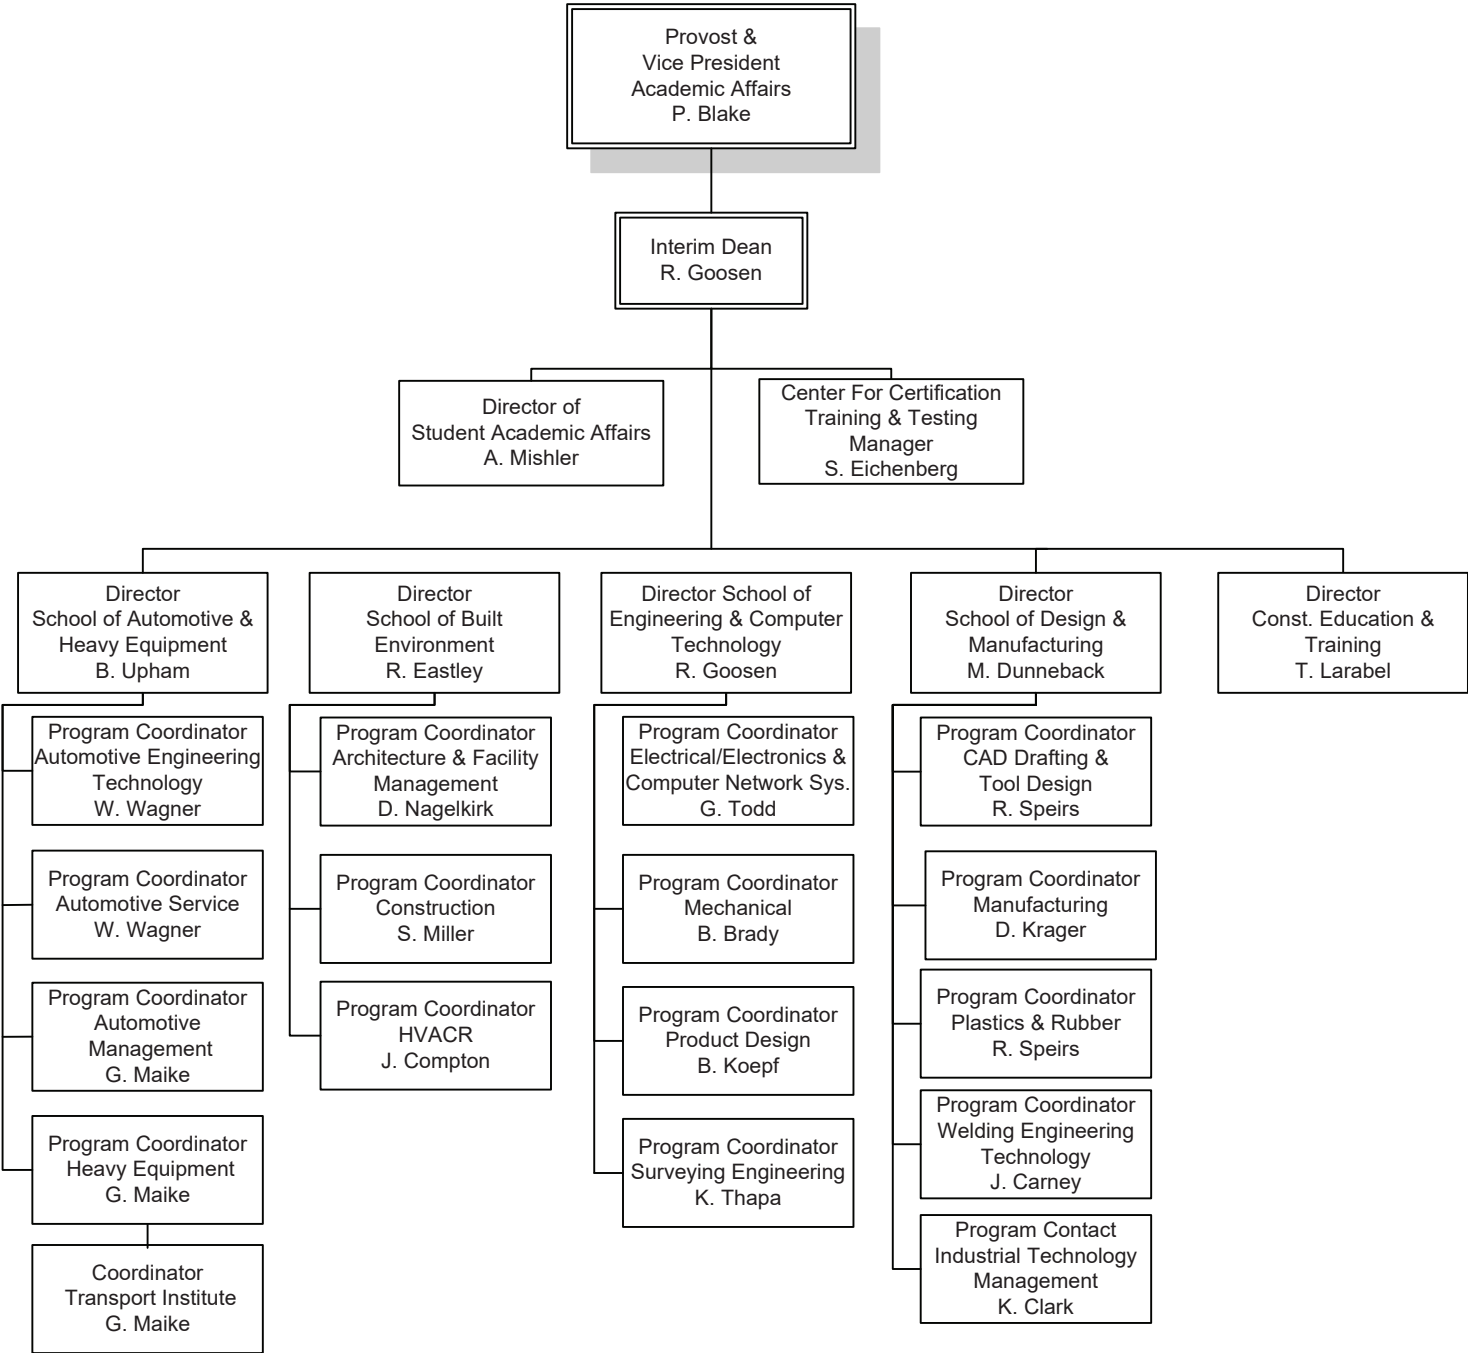 Provost &
Vice President
Academic Affairs
P. Blake
Interim Dean
R. Goosen
Director of
Student Academic Affairs
A. Mishler
Center For Certification
Training & Testing
Manager
S. Eichenberg
Director
School of Automotive &
Heavy Equipment
B. Upham
Director
School of Built
Environment
R. Eastley
Director School of
Engineering & Computer
Technology
R. Goosen
Director
School of Design &
Manufacturing
M. Dunneback
Director
Const. Education &
Training
T. Larabel
Program Coordinator
Automotive Engineering
Technology
W. Wagner
Program Coordinator
Automotive Service
W. Wagner
Program Coordinator
Automotive
Management
G. Maike
Program Coordinator
Heavy Equipment
G. Maike
Coordinator
Transport Institute
G. Maike
Program Coordinator
Architecture & Facility
Management
D. Nagelkirk
Program Coordinator
Construction
S. Miller
Program Coordinator
HVACR
J. Compton
Program Coordinator
Electrical/Electronics &
Computer Network Sys.
G. Todd
Program Coordinator
Mechanical
B. Brady
Program Coordinator
Product Design
B. Koepf
Program Coordinator
Surveying Engineering
K. Thapa
Program Coordinator
CAD Drafting &
Tool Design
R. Speirs
Program Coordinator
Manufacturing
D. Krager
Program Coordinator
Plastics & Rubber
R. Speirs
Program Coordinator
Welding Engineering
Technology
J. Carney
Program Contact
Industrial Technology
Management
K. Clark